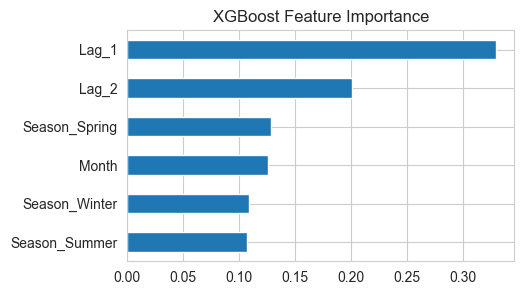 XGBoost Feature Importance
Lag_1
Lag_2
Season_Spring
Month
Season_Winter
Season_Summer
0.00 0.05 0.10 0.15 0.20 0.25 0.30